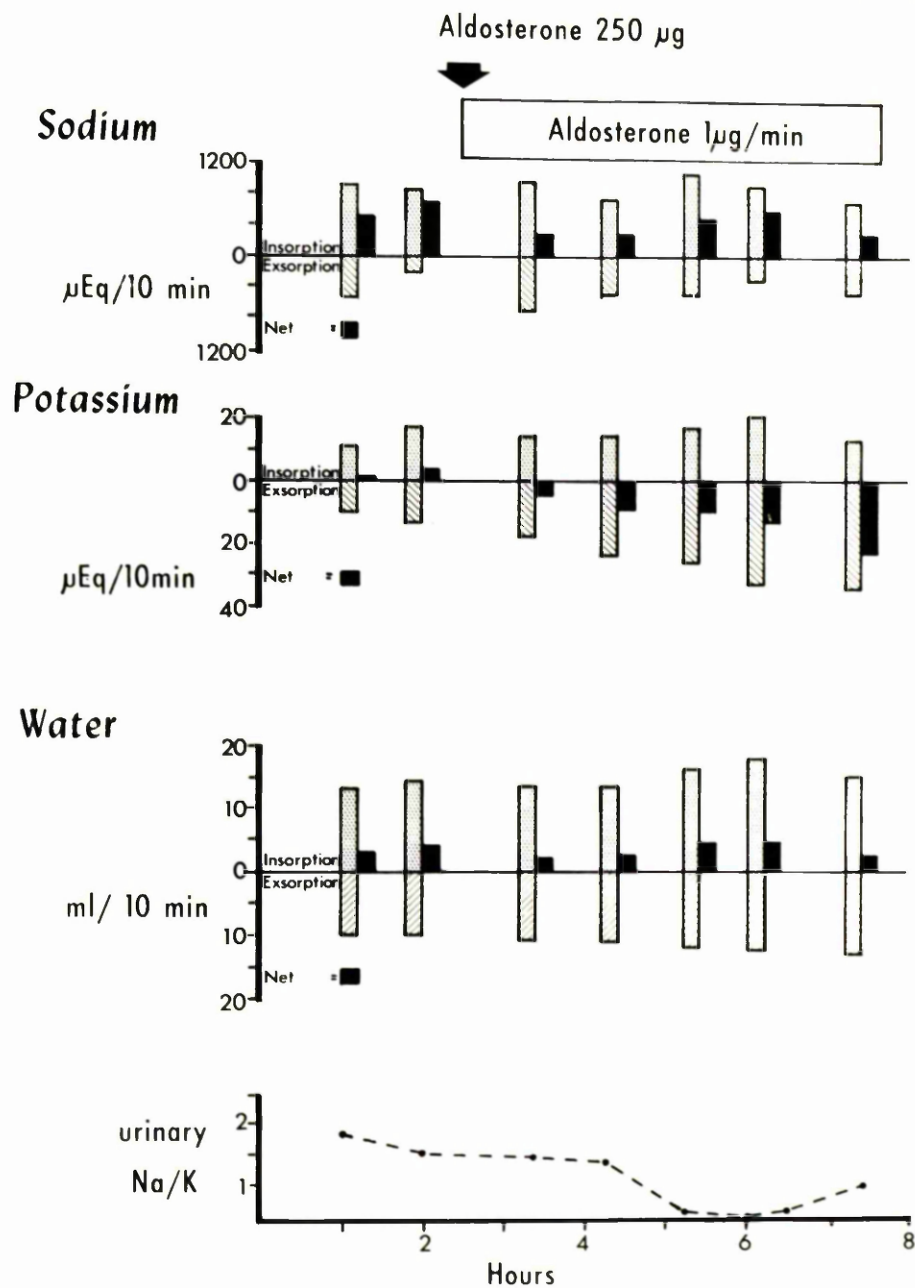 Aldosterone 250 µg
Aldosterone 1µg/min
Sodium
1200
Insorption
0
Exsorption
µEq/10 min
Net =
1200
Potassium
20
Insorption
0
Exsorption
20
µEq/10min
Net =
40
Water
20
10
Insorption
0
Exsorption
ml/ 10 min
10
Net =
20
urinary
2
Na/K
1
2
4
6
8
Hours